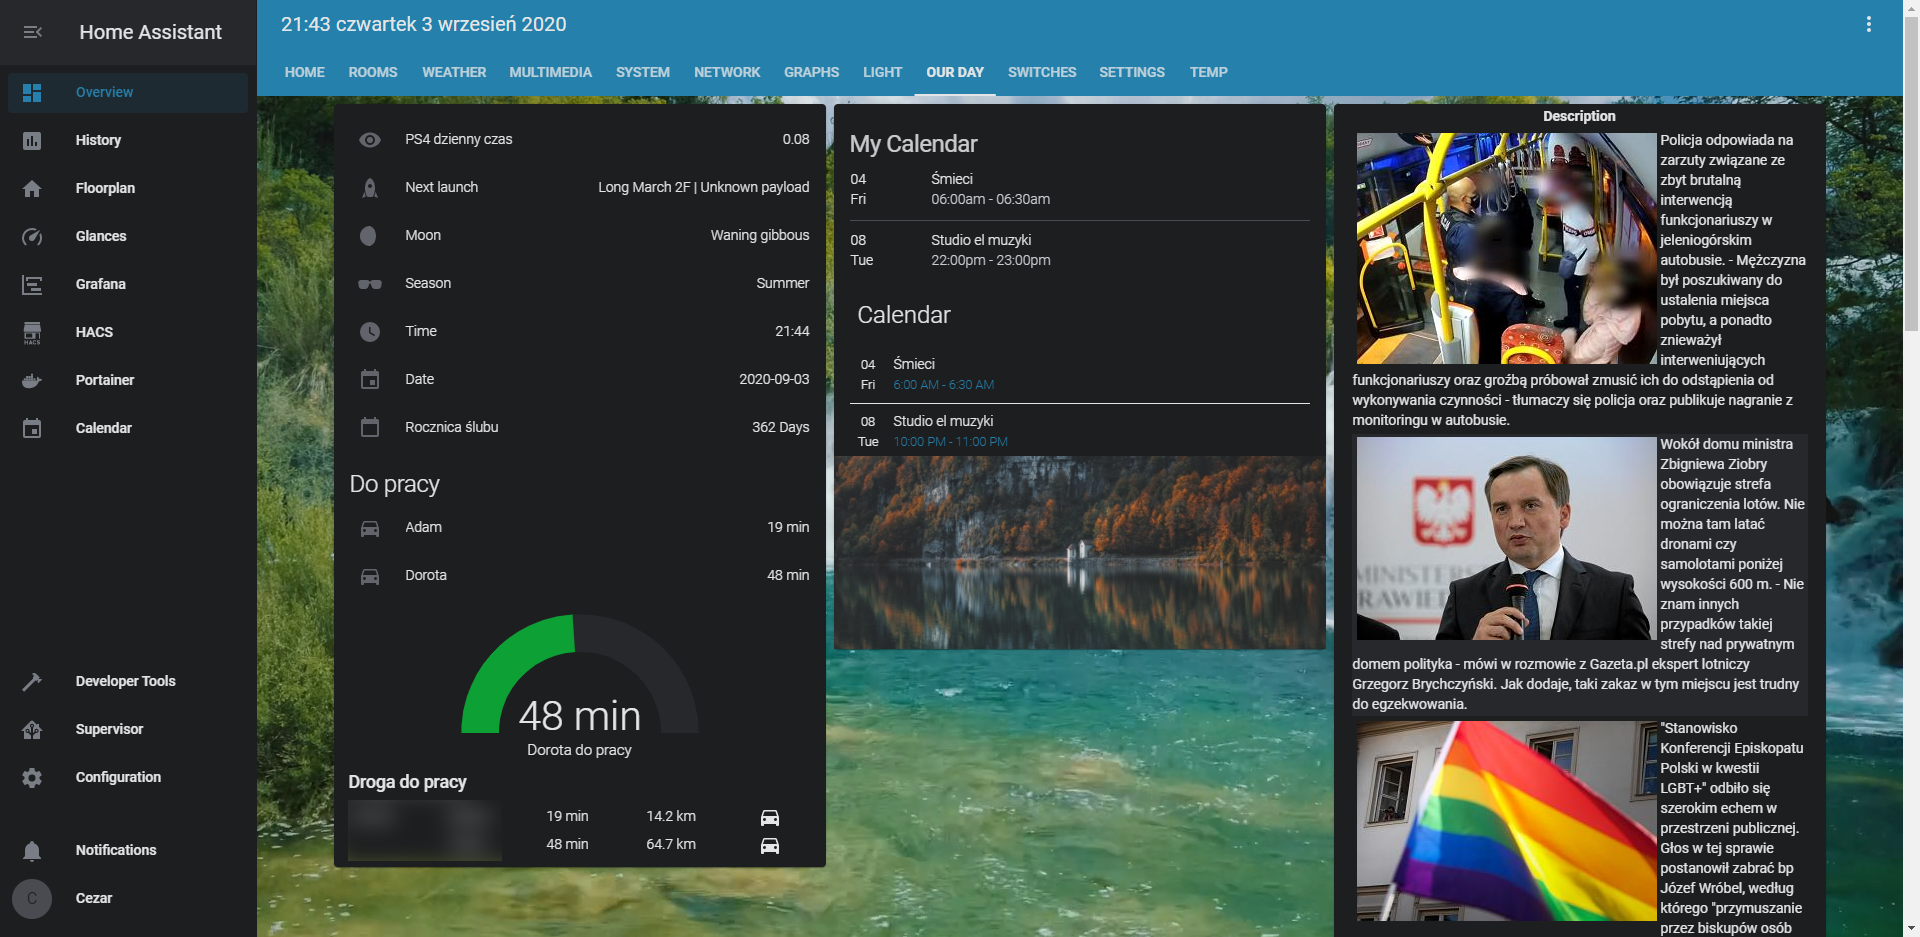 Home Assistant
Overview
History
Floorplan
Glances
Grafana
HACS
HACS
Portainer
Calendar
Developer Tools
Supervisor
Configuration
Notifications
C
Cezar
21:43 czwartek 3 wrzesień 2020
HOME ROOMS WEATHER MULTIMEDIA SYSTEM NETWORK GRAPHS LIGHT OUR DAY SWITCHES SETTINGS TEMP
PS4 dzienny czas 0.08
Next launch Long March 2F | Unknown payload
Moon Waning gibbous
Season Summer
Time 21:44
Date 2020-09-03
Rocznica ślubu 362 Days
Do pracy
Adam 19 min
Dorota 48 min
48 min
Dorota do pracy
Droga do pracy
19 min 14.2 km
48 min 64.7 km
My Calendar
04 Śmieci
Fri 06:00am - 06:30am
08 Studio el muzyki
Tue 22:00pm - 23:00pm
Calendar
04 Śmieci
Fri 6:00 AM - 6:30 AM
08 Studio el muzyki
Tue 10:00 PM - 11:00 PM
Description
Policja odpowiada na
zarzuty związane ze
zbyt brutalną
interwencją
funkcjonariuszy w
jeleniogórskim
autobusie. - Mężczyzna
był poszukiwany do
ustalenia miejsca
pobytu, a ponadto
znieważył
interweniujących
funkcjonariuszy oraz groźbą próbował zmusić ich do odstąpienia od
wykonywania czynności - tłumaczy się policja oraz publikuje nagranie z
monitoringu w autobusie.
Wokół domu ministra
Zbigniewa Ziobry
obowiązuje strefa
ograniczenia lotów. Nie
można tam latać
dronami czy
samolotami poniżej
wysokości 600 m. - Nie
znam innych
przypadków takiej
strefy nad prywatnym
domem polityka - mówi w rozmowie z Gazeta.pl ekspert lotniczy
Grzegorz Brychczyński. Jak dodaje, taki zakaz w tym miejscu jest trudny
do egzekwowania.
"Stanowisko
Konferencji Episkopatu
Polski w kwestii
LGBT+" odbiło się
szerokim echem w
przestrzeni publicznej.
Głos w tej sprawie
postanowił zabrać bp
Józef Wróbel, według
którego "przymuszanie
przez biskupów osób